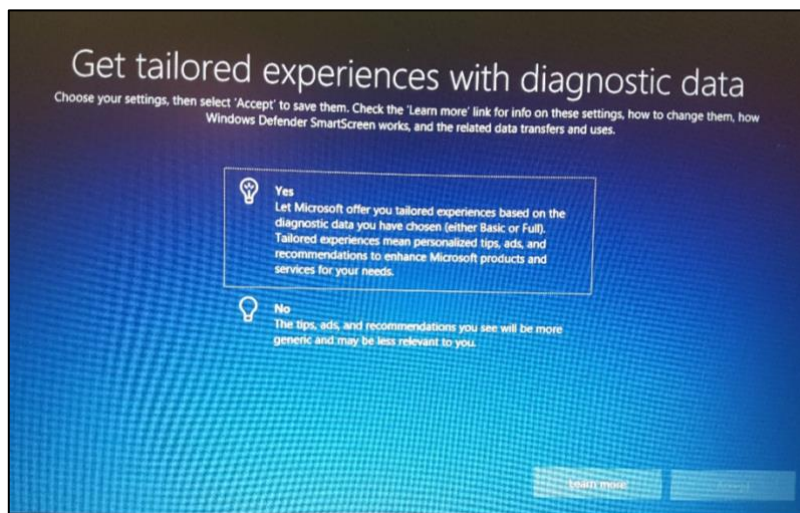 Get tailored experiences with diagnostic data
Choose your settings, then select 'Accept' to save them. Check the 'Learn more' link for info on these settings, how to change them, how
Windows Defender SmartScreen works, and the related data transfers and uses.
Yes
Let Microsoft offer you tailored experiences based on the
diagnostic data you have chosen (either Basic or Full).
Tailored experiences mean personalized tips, ads, and
recommendations to enhance Microsoft products and
services for your needs.
No
The tips, ads, and recommendations you see will be more
generic and may be less relevant to you.
Learn more
Accept